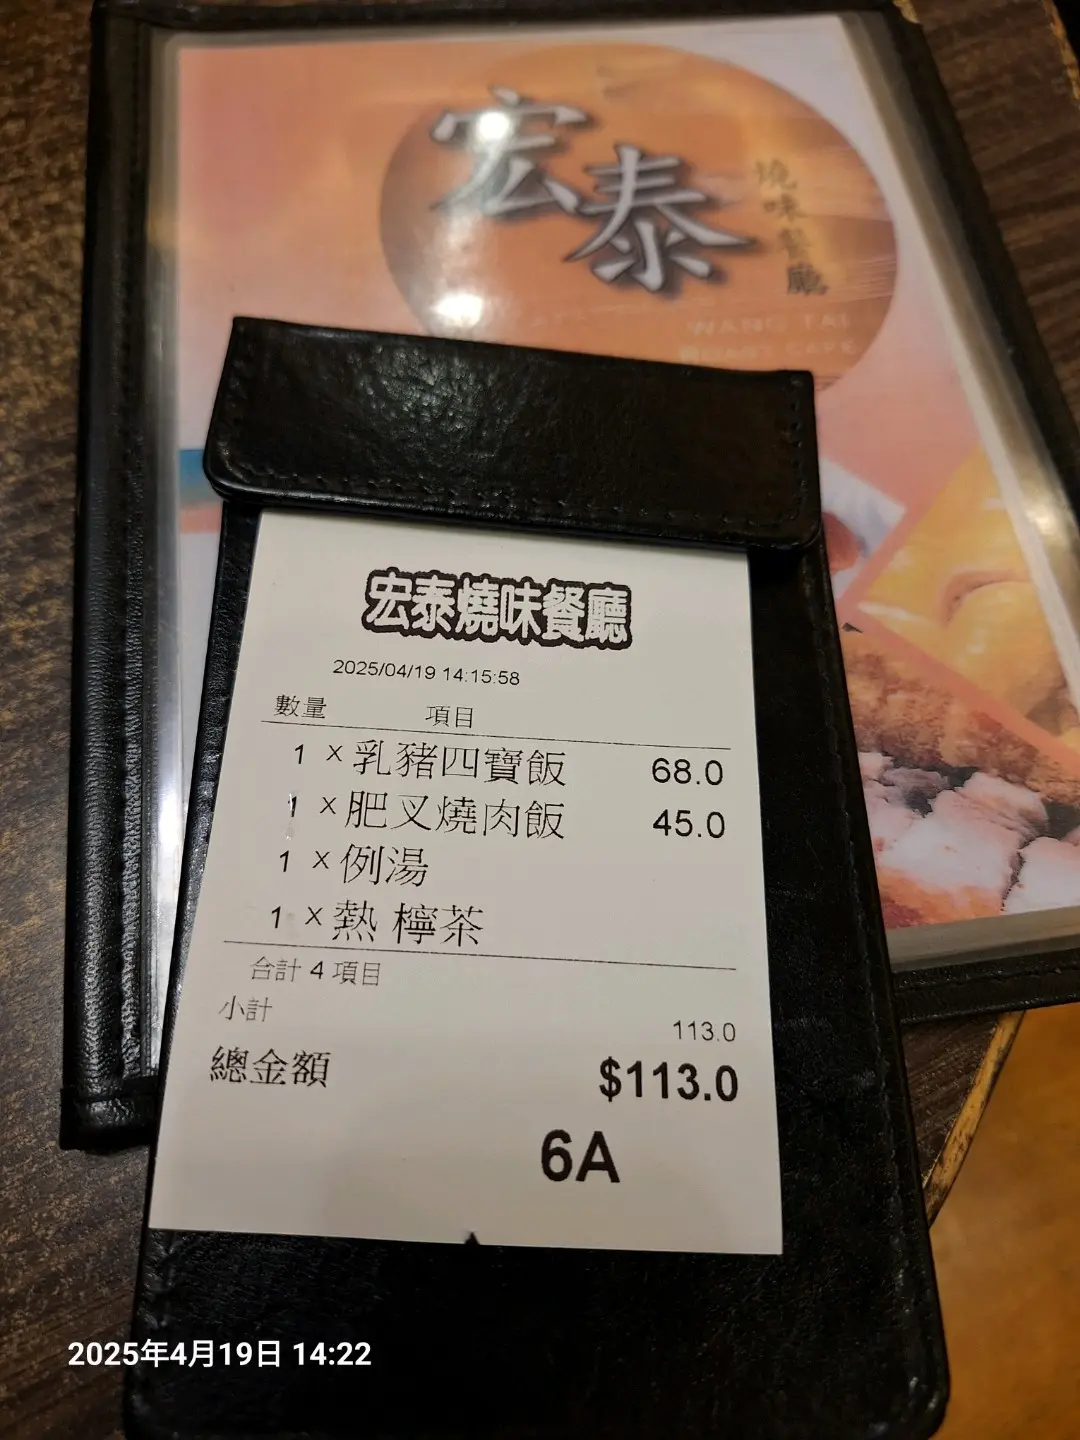 宏泰
燒味餐廳
WANG TAI
宏泰燒味餐廳
2025/04/19 14:15:58
數量 項目
1 × 乳豬四寶飯 68.0
1 × 肥叉燒肉飯 45.0
1 × 例湯
1 × 熱 檸茶
合計 4 項目
小計 113.0
總金額 $113.0
6A
2025年4月19日 14:22